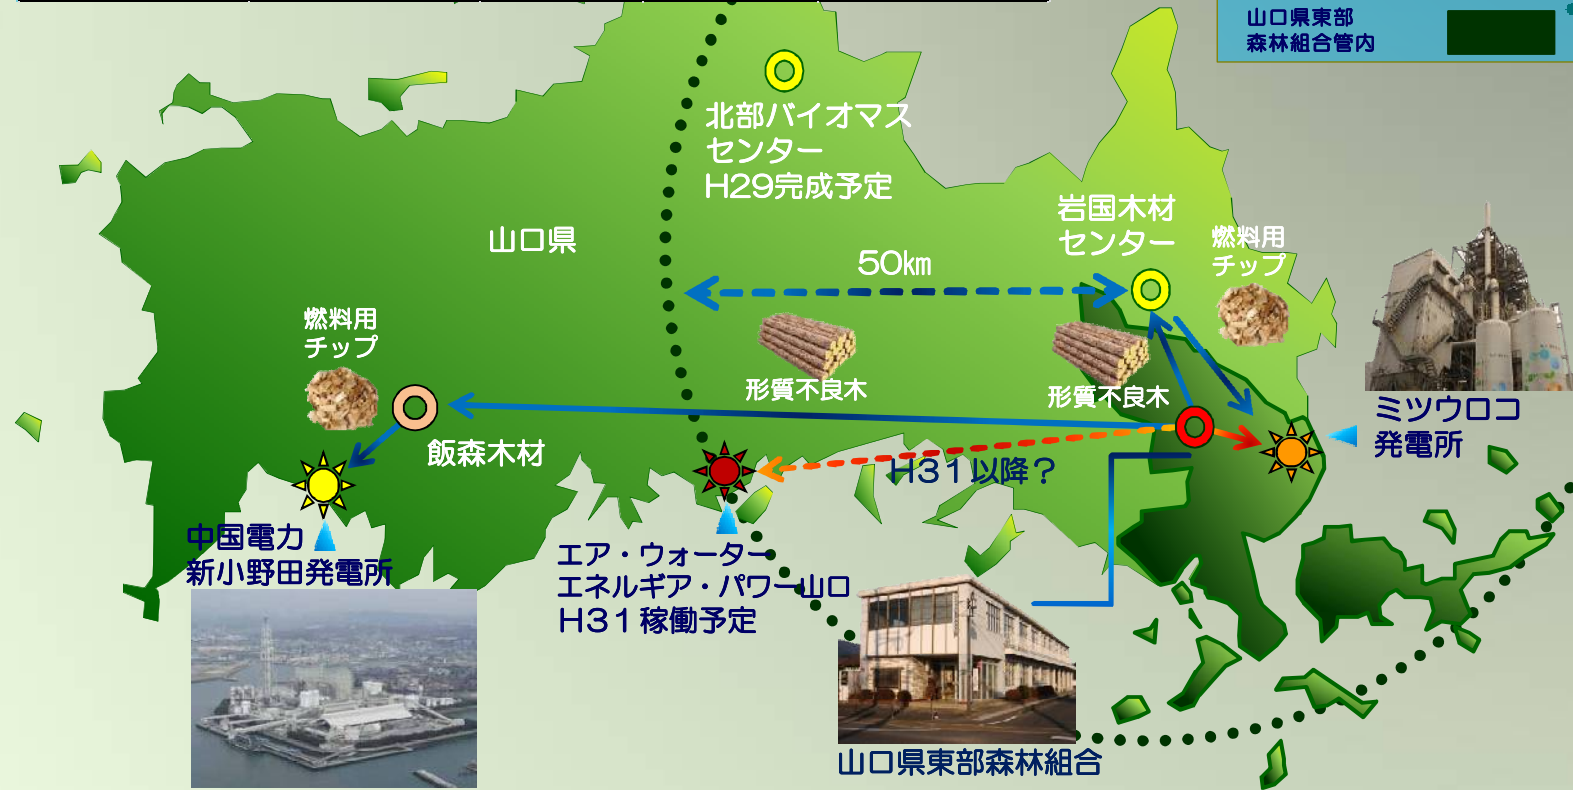 山口県東部
森林組合管内
北部バイオマス
センター
H29完成予定
岩国木材
センター
燃料用
チップ
山口県
50㎞
燃料用
チップ
形質不良木
形質不良木
ミツウロコ
発電所
飯森木材
H31以降？
中国電力
新小野田発電所
エア・ウォーター
エネルギア・パワー山口
H31稼働予定
山口県東部森林組合